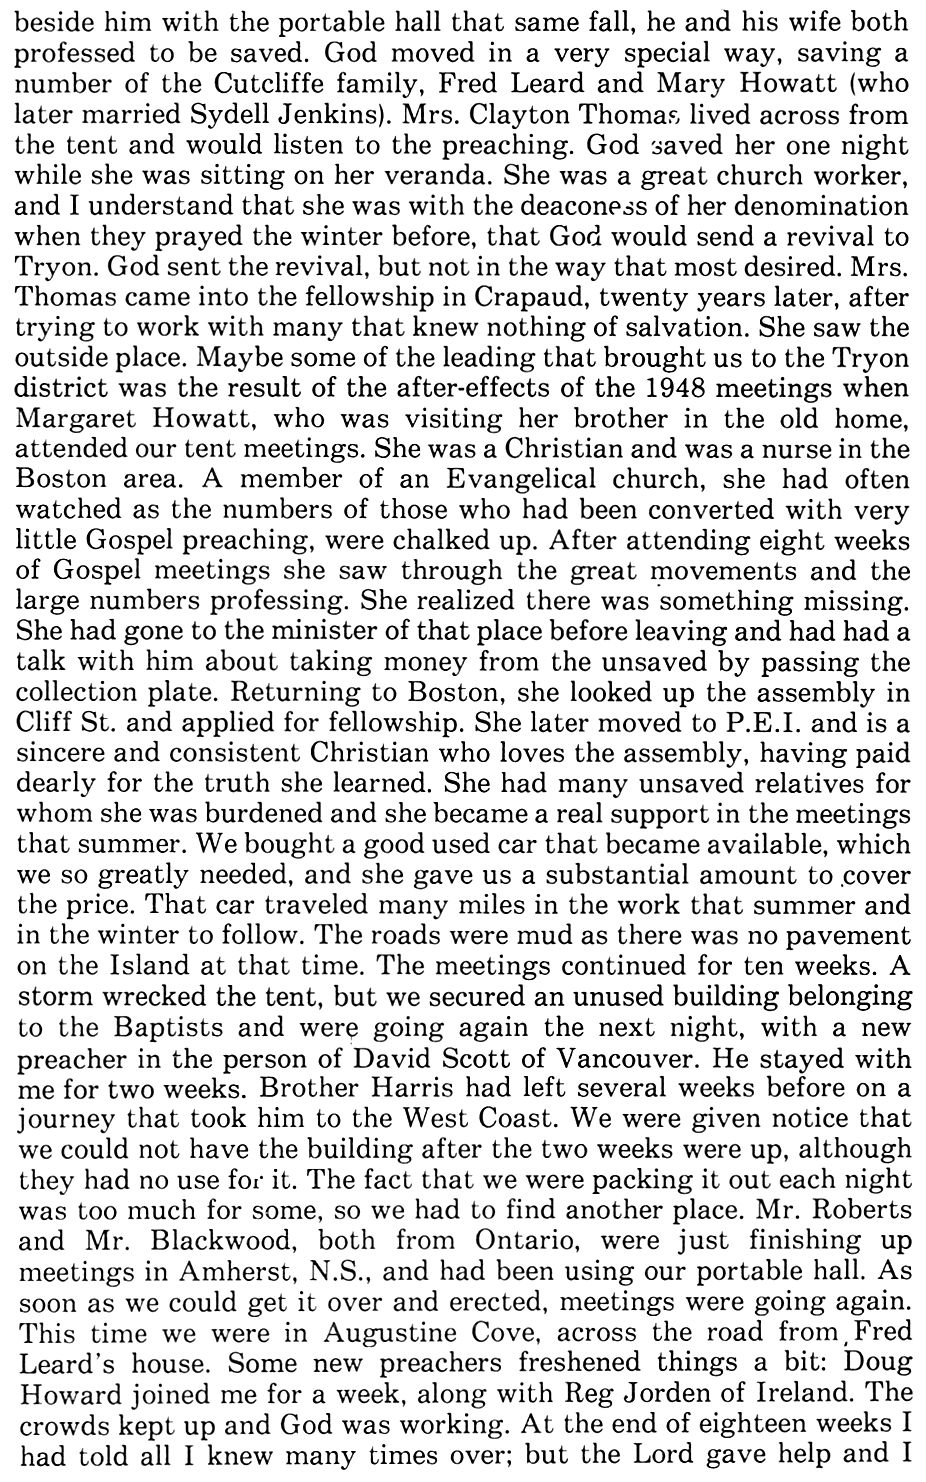 beside him with the portable hall that same fall, he and his wife both
professed to be saved. God moved in a very special way, saving a
number of the Cutcliffe family, Fred Leard and Mary Howatt (who
later married Sydell Jenkins). Mrs. Clayton Thomas lived across from
the tent and would listen to the preaching. God saved her one night
while she was sitting on her veranda. She was a great church worker,
and I understand that she was with the deaconess of her denomination
when they prayed the winter before, that God would send a revival to
Tryon. God sent the revival, but not in the way that most desired. Mrs.
Thomas came into the fellowship in Crapaud, twenty years later, after
trying to work with many that knew nothing of salvation. She saw the
outside place. Maybe some of the leading that brought us to the Tryon
district was the result of the after-effects of the 1948 meetings when
Margaret Howatt, who was visiting her brother in the old home,
attended our tent meetings. She was a Christian and was a nurse in the
Boston area. A member of an Evangelical church, she had often
watched as the numbers of those who had been converted with very
little Gospel preaching, were chalked up. After attending eight weeks
of Gospel meetings she saw through the great movements and the
large numbers professing. She realized there was something missing.
She had gone to the minister of that place before leaving and had had a
talk with him about taking money from the unsaved by passing the
collection plate. Returning to Boston, she looked up the assembly in
Cliff St. and applied for fellowship. She later moved to P.E.I. and is a
sincere and consistent Christian who loves the assembly, having paid
dearly for the truth she learned. She had many unsaved relatives for
whom she was burdened and she became a real support in the meetings
that summer. We bought a good used car that became available, which
we so greatly needed, and she gave us a substantial amount to cover
the price. That car traveled many miles in the work that summer and
in the winter to follow. The roads were mud as there was no pavement
on the Island at that time. The meetings continued for ten weeks. A
storm wrecked the tent, but we secured an unused building belonging
to the Baptists and were going again the next night, with a new
preacher in the person of David Scott of Vancouver. He stayed with
me for two weeks. Brother Harris had left several weeks before on a
journey that took him to the West Coast. We were given notice that
we could not have the building after the two weeks were up, although
they had no use for it. The fact that we were packing it out each night
was too much for some, so we had to find another place. Mr. Roberts
and Mr. Blackwood, both from Ontario, were just finishing up
meetings in Amherst, N.S., and had been using our portable hall. As
soon as we could get it over and erected, meetings were going again.
This time we were in Augustine Cove, across the road from Fred
Leard's house. Some new preachers freshened things a bit: Doug
Howard joined me for a week, along with Reg Jorden of Ireland. The
crowds kept up and God was working. At the end of eighteen weeks I
had told all I knew many times over; but the Lord gave help and I